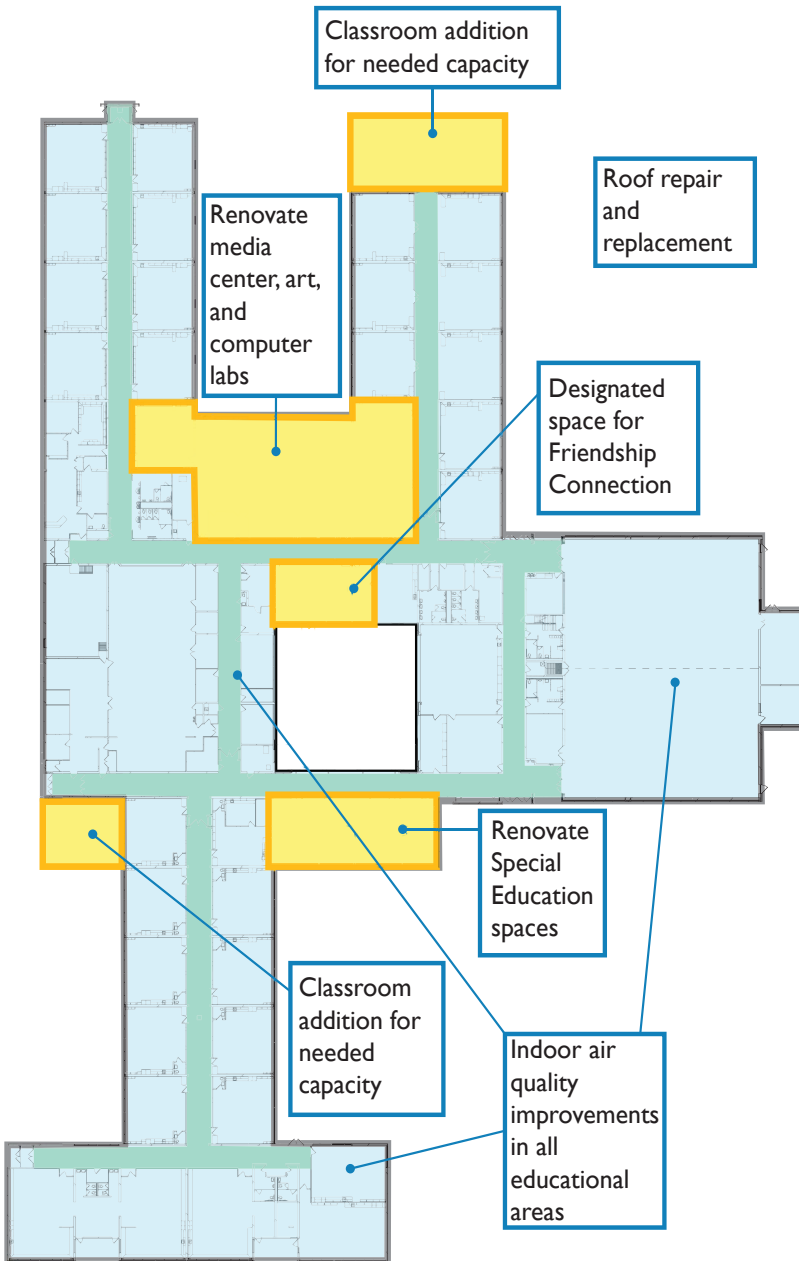 Classroom addition
for needed capacity
Roof repair
and
replacement
Renovate
media
center, art,
and
computer
labs
Designated
space for
Friendship
Connection
Renovate
Special
Education
spaces
Classroom
addition for
needed
capacity
Indoor air
quality
improvements
in all
educational
areas